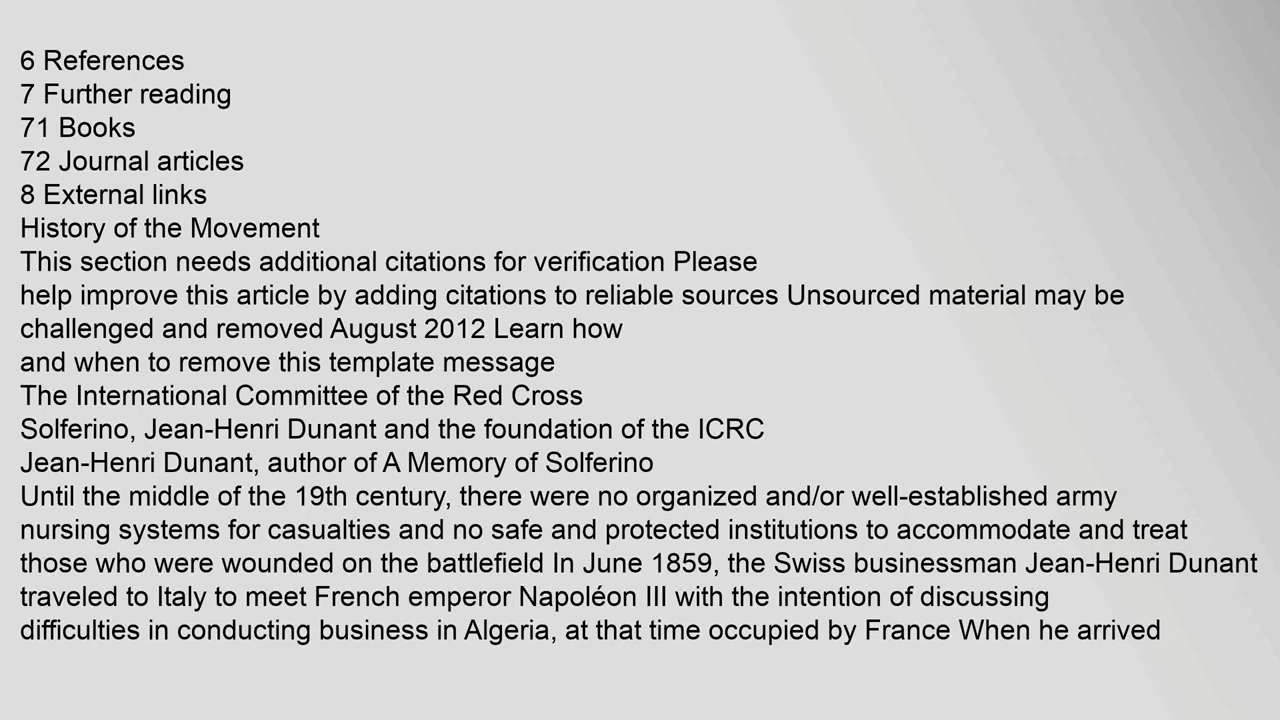 6 References
7 Further reading
71 Books
72 Journal articles
8 External links
History of the Movement
This section needs additional citations for verification Please
help improve this article by adding citations to reliable sources Unsourced material may be
challenged and removed August 2012 Learn how
and when to remove this template message
The International Committee of the Red Cross
Solferino, Jean-Henri Dunant and the foundation of the ICRC
Jean-Henri Dunant, author of A Memory of Solferino
Until the middle of the 19th century, there were no organized and/or well-established army
nursing systems for casualties and no safe and protected institutions to accommodate and treat
those who were wounded on the battlefield In June 1859, the Swiss businessman Jean-Henri Dunant
traveled to Italy to meet French emperor Napoléon III with the intention of discussing
difficulties in conducting business in Algeria, at that time occupied by France When he arrived